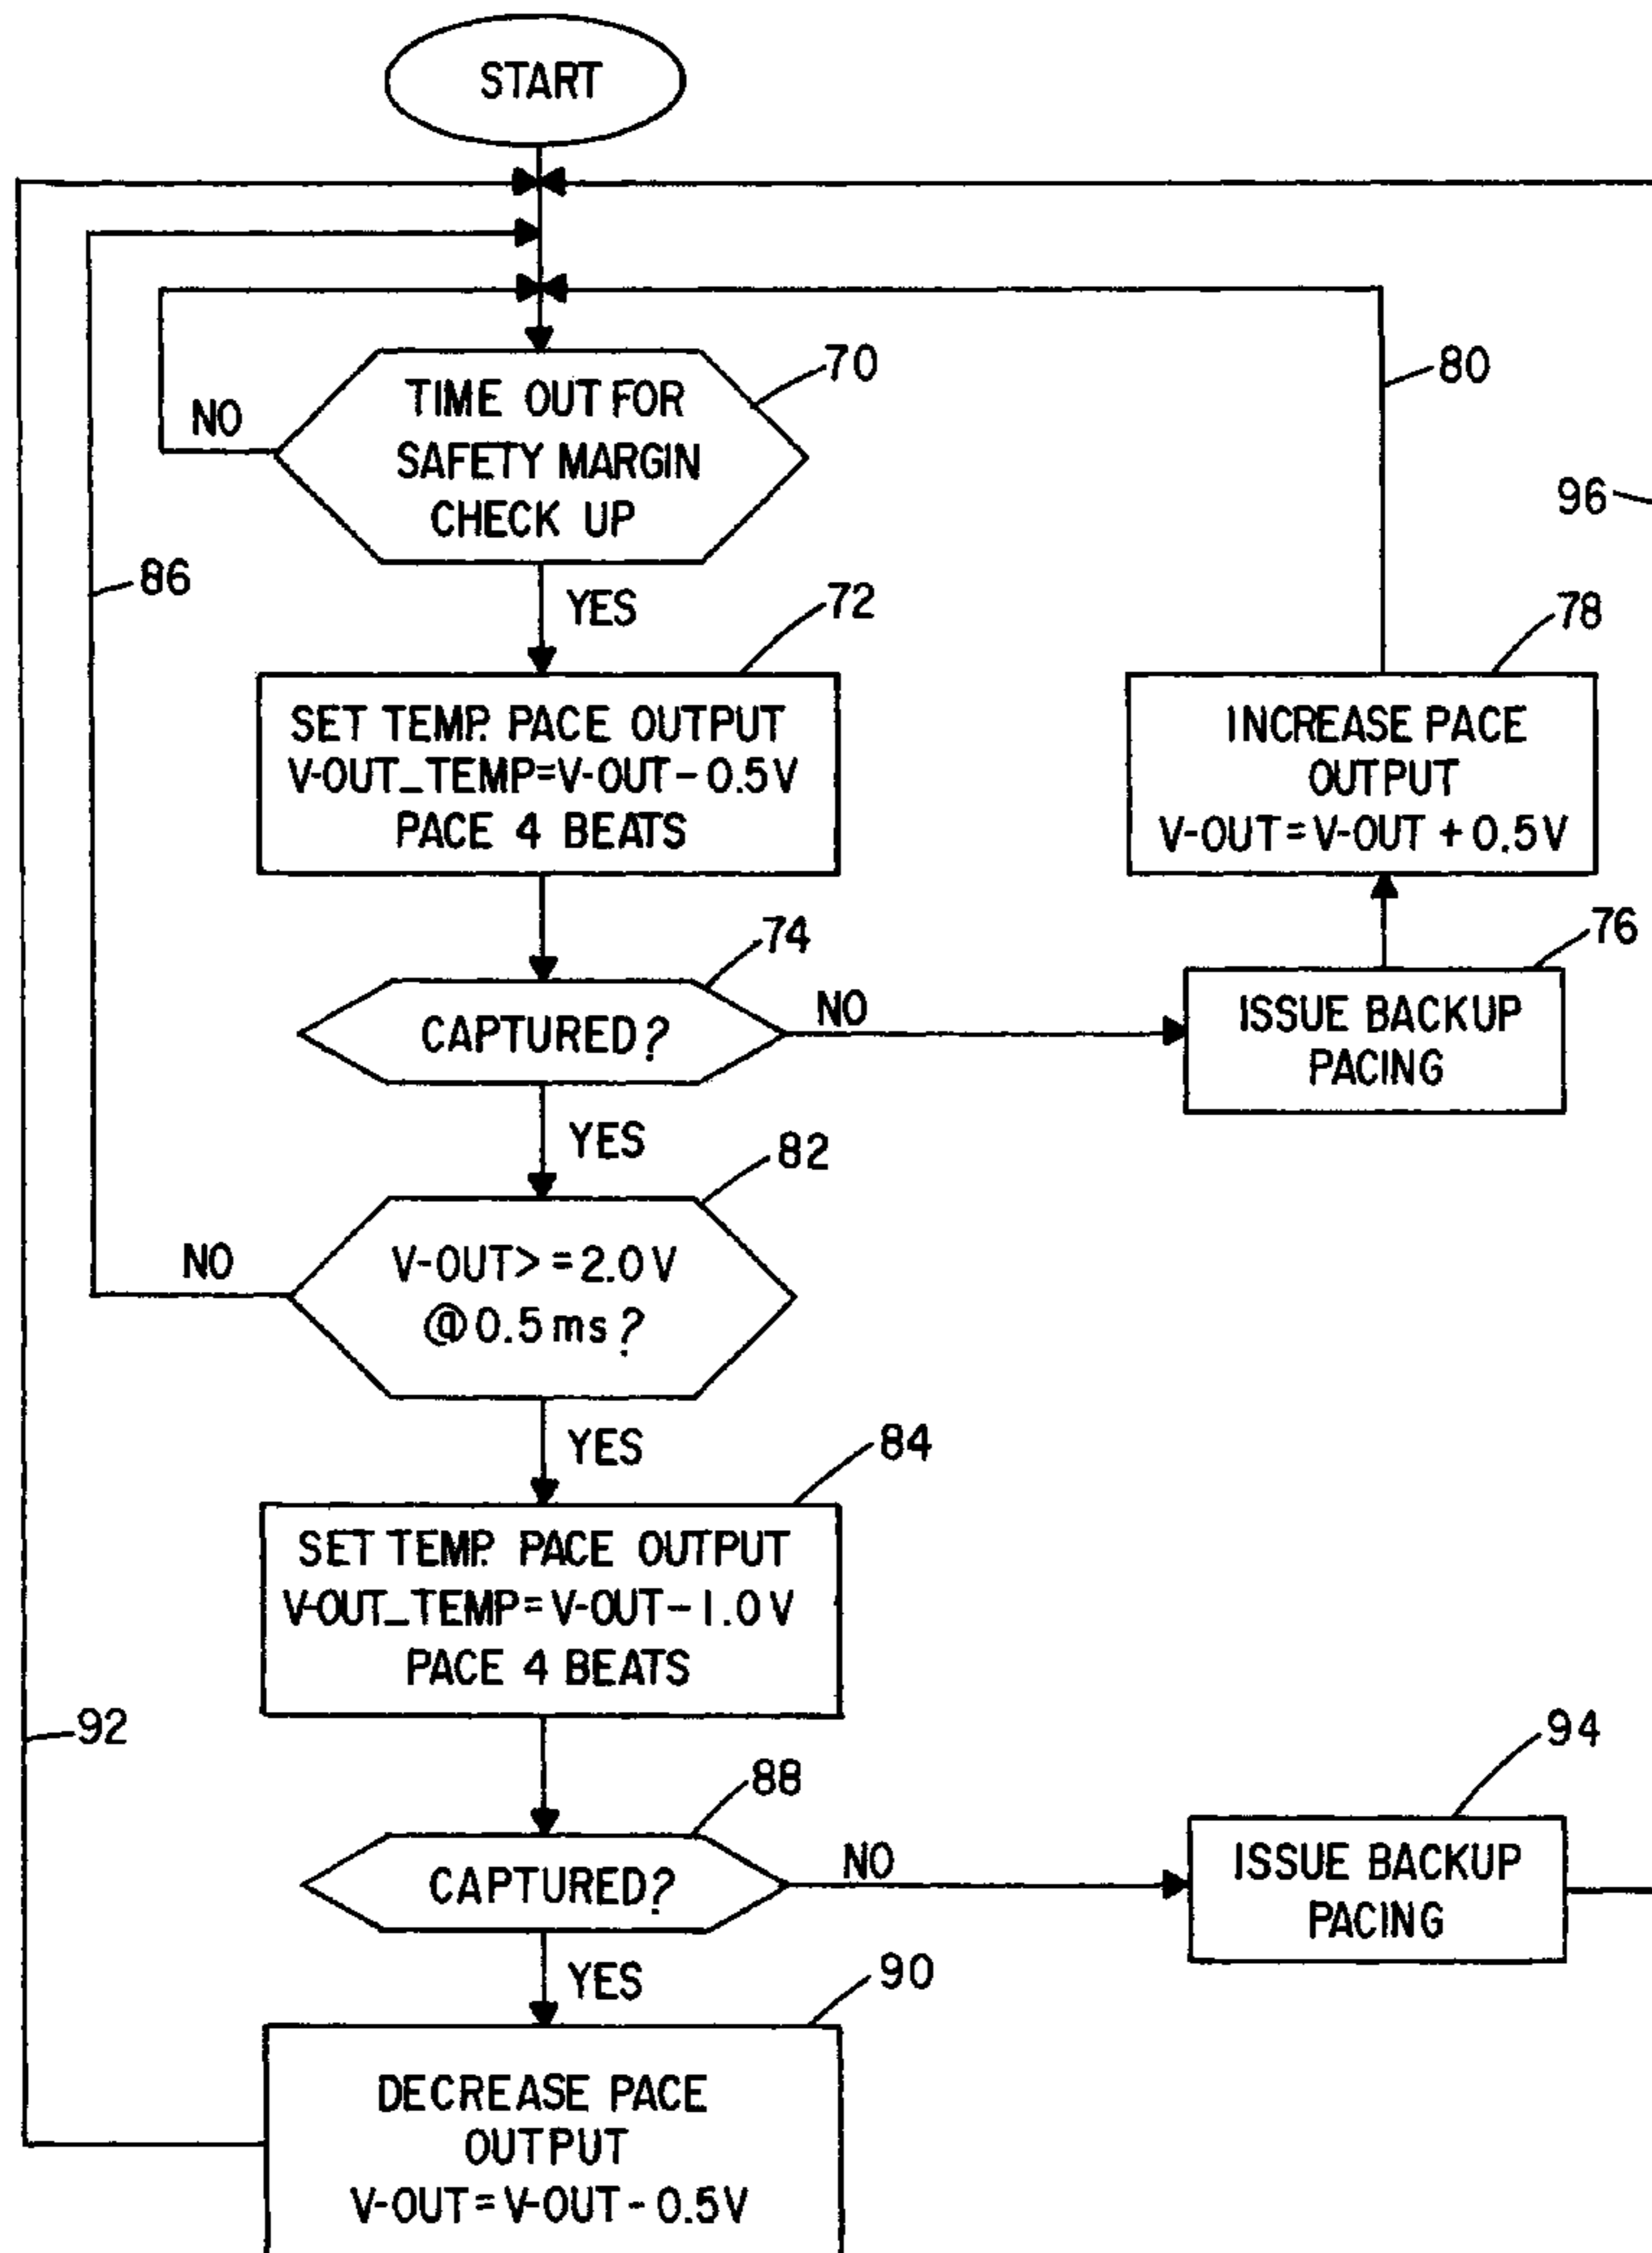 START
70
TIME OUT FOR
SAFETY MARGIN
CHECK UP
NO
80
96
86
YES
72
78
SET TEMP. PACE OUTPUT
V-OUT_TEMP=V-OUT-0.5V
PACE 4 BEATS
INCREASE PACE
OUTPUT
V-OUT=V-OUT+0.5V
74
76
CAPTURED?
NO
ISSUE BACKUP
PACING
YES
82
NO
V-OUT>=2.0V
@0.5ms?
YES
84
SET TEMP. PACE OUTPUT
V-OUT_TEMP=V-OUT-1.0V
PACE 4 BEATS
92
94
88
CAPTURED?
NO
ISSUE BACKUP
PACING
YES
90
DECREASE PACE
OUTPUT
V-OUT=V-OUT-0.5V